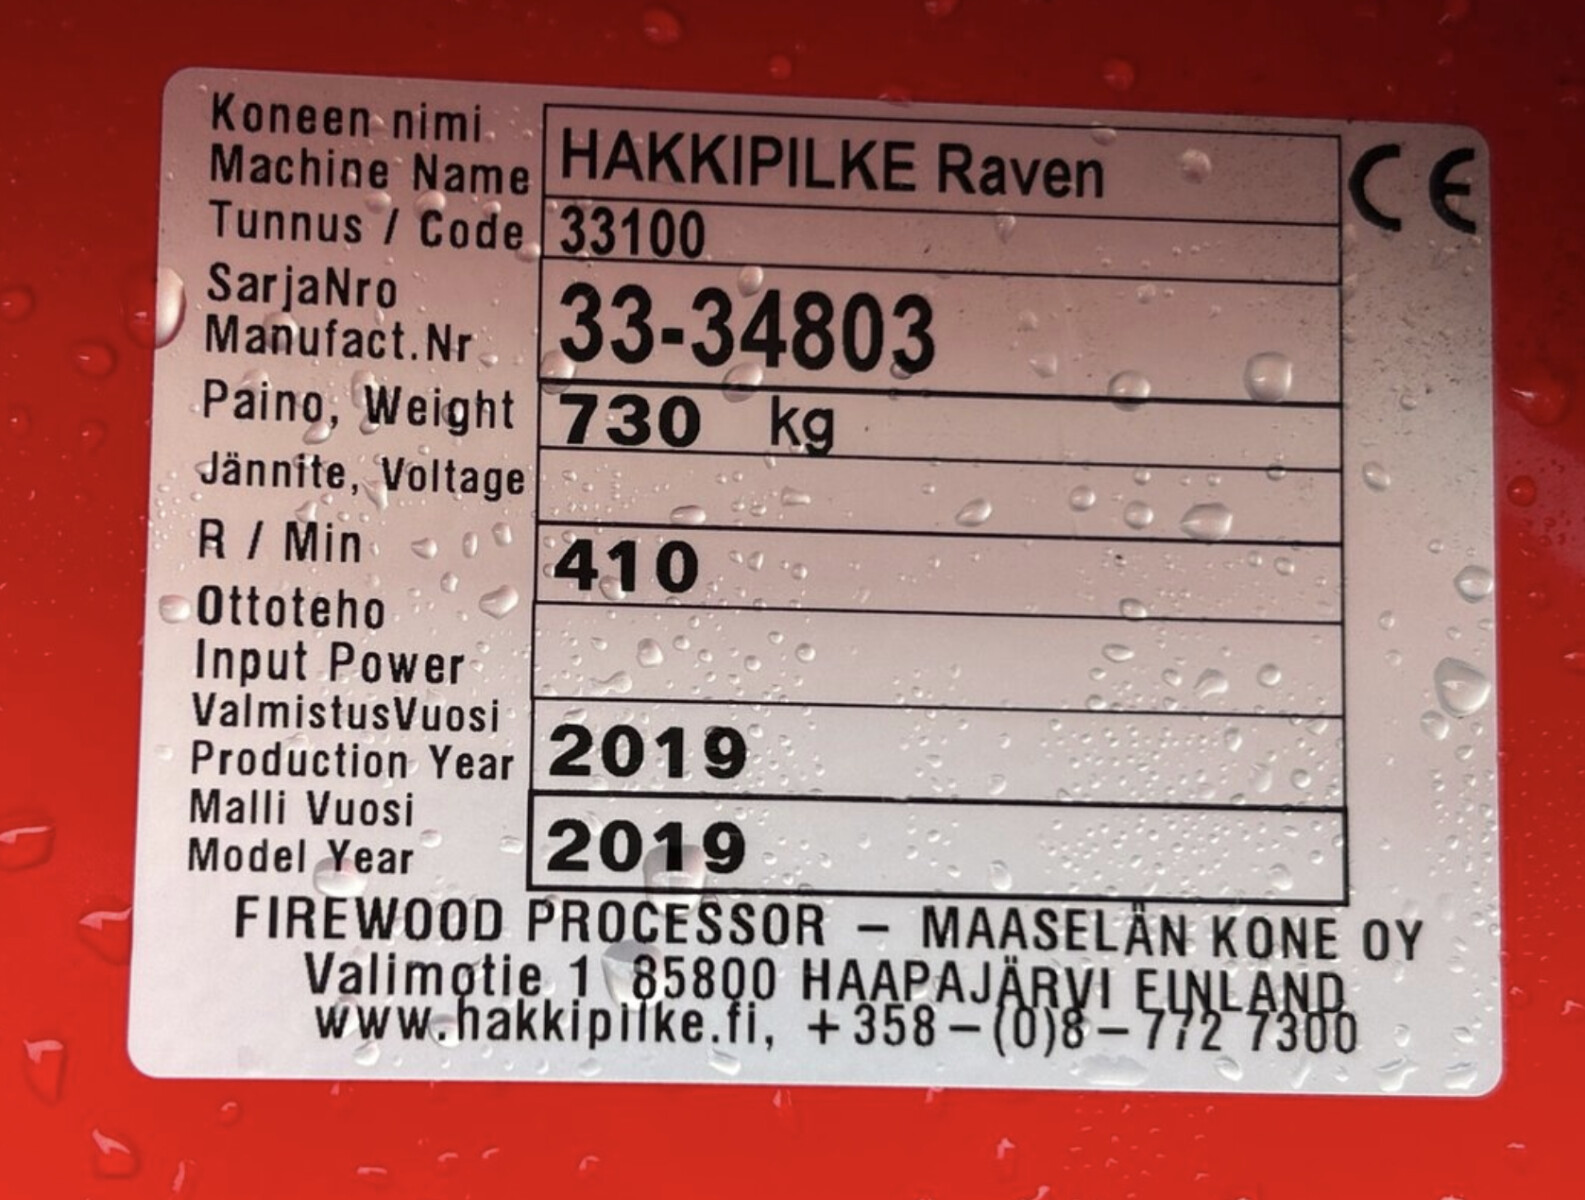 Koneen nimi
Machine Name
HAKKIPILKE Raven
CE
Tunnus / Code
33100
SarjaNro
Manufact.Nr
33-34803
Paino, Weight
730 kg
Jännite, Voltage
R / Min
410
Ottoteho
Input Power
ValmistusVuosi
Production Year
2019
Malli Vuosi
Model Year
2019
FIREWOOD PROCESSOR – MAASELÄN KONE OY
Valimotie 1 85800 HAAPAJÄRVI FINLAND
www.hakkipilke.fi, +358–(0)8–772 7300